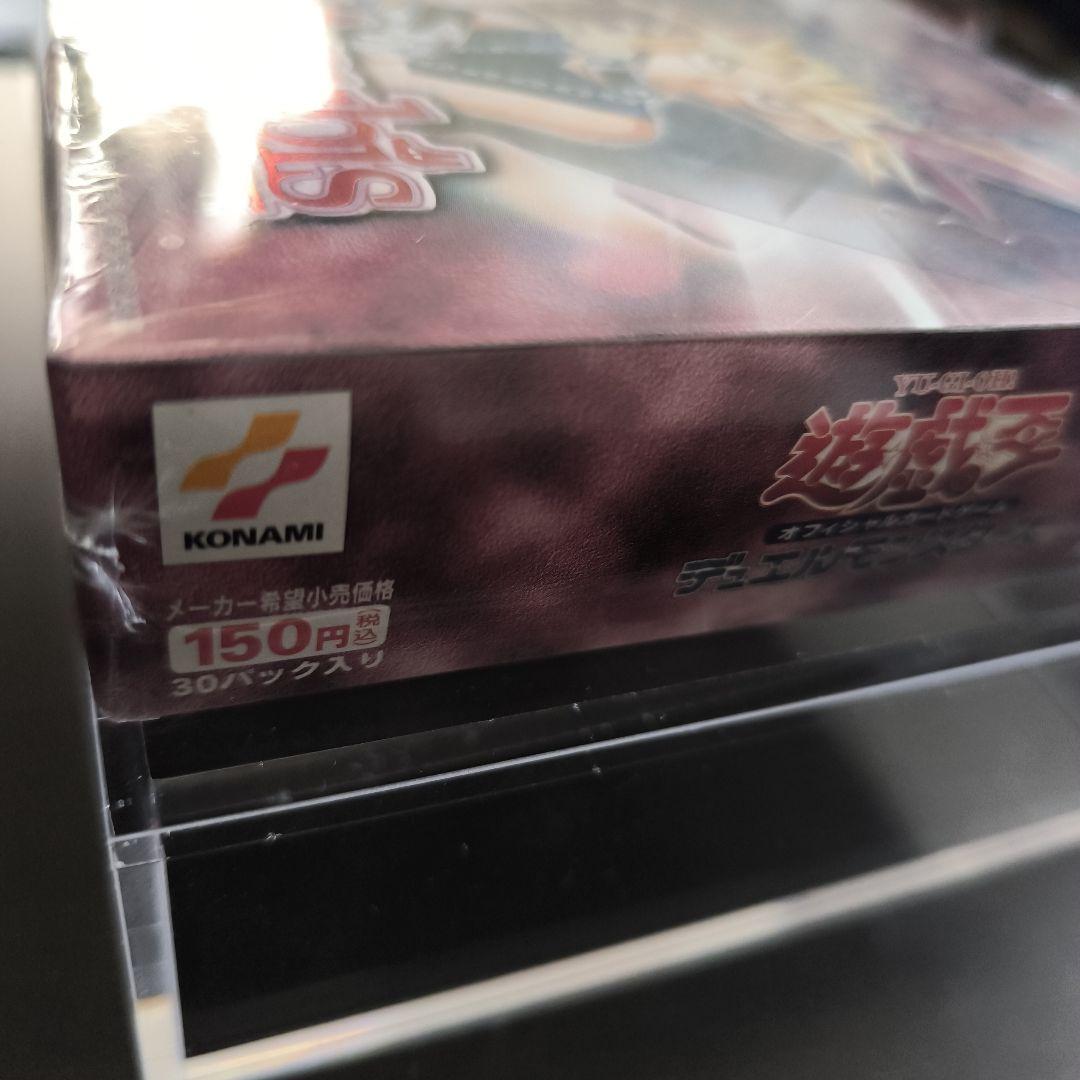 KONAMI
メーカー希望小売価格
150円(税込)
30パック入り
YU-GI-OH!
遊戯王
オフィシャルカードゲーム
デュエルモンスターズ